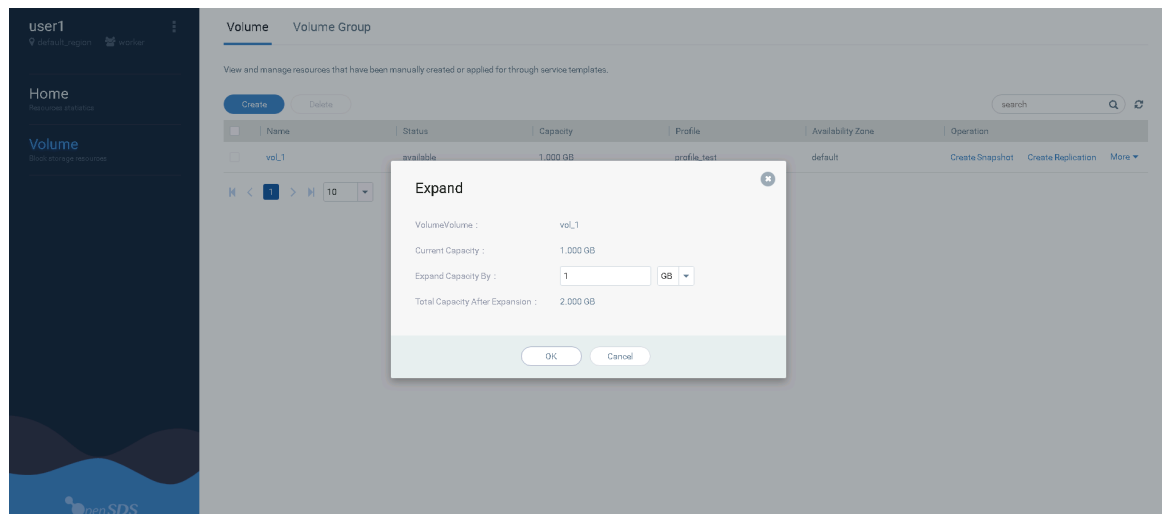 user1
default_region worker
Home
Resources statistics
Volume
Block storage resources
Volume Volume Group
View and manage resources that have been manually created or applied for through service templates.
Create Delete search
Name Status Capacity Profile Availability Zone Operation
vol_1 available 1.000 GB profile_test default Create Snapshot Create Replication More
1 10
Expand
VolumeVolume :  vol_1
Current Capacity :  1.000 GB
Expand Capacity By :  1 GB
Total Capacity After Expansion :  2.000 GB
OK Cancel
penSDS